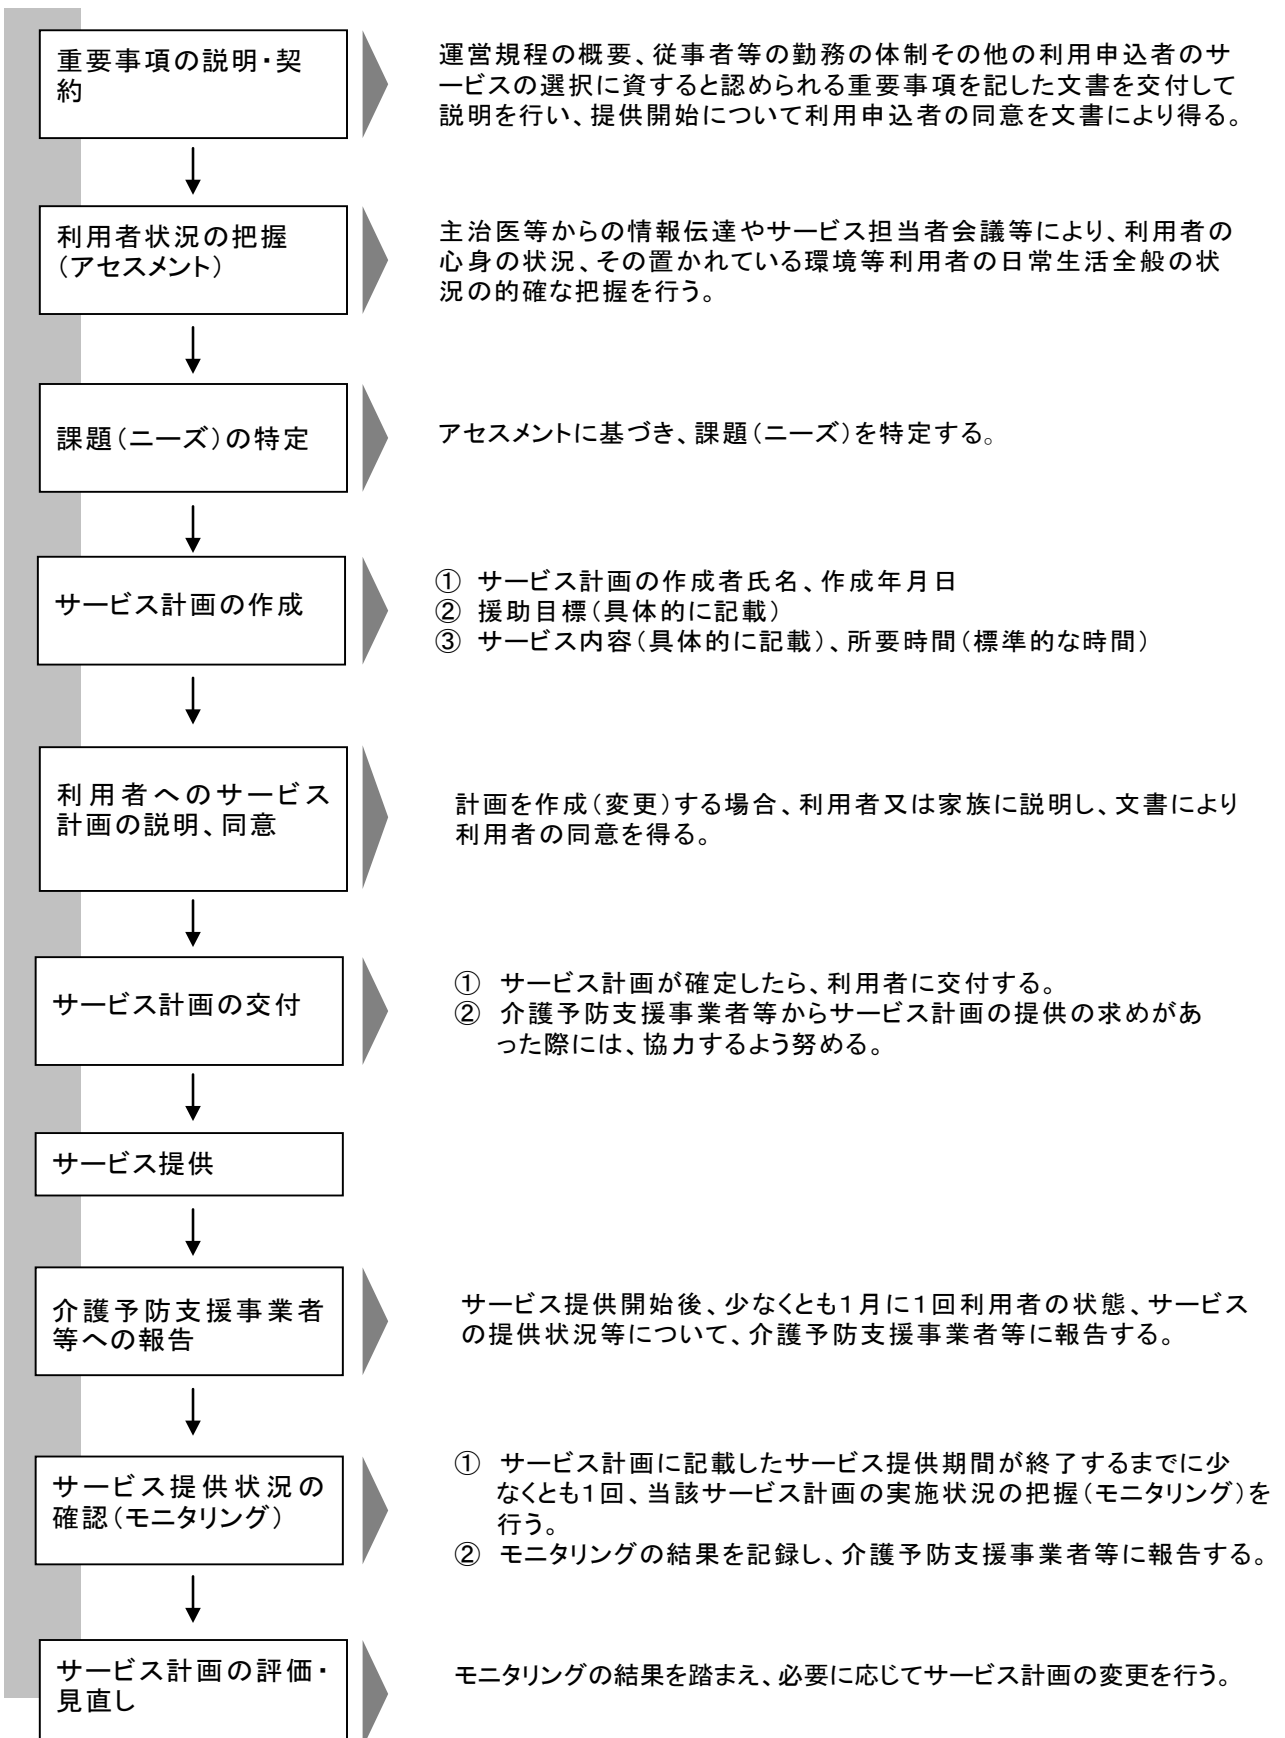 重要事項の説明・契
約
運営規程の概要、従事者等の勤務の体制その他の利用申込者のサ
ービスの選択に資すると認められる重要事項を記した文書を交付して
説明を行い、提供開始について利用申込者の同意を文書により得る。
利用者状況の把握
（アセスメント）
主治医等からの情報伝達やサービス担当者会議等により、利用者の
心身の状況、その置かれている環境等利用者の日常生活全般の状
況の的確な把握を行う。
課題（ニーズ）の特定
アセスメントに基づき、課題（ニーズ）を特定する。
サービス計画の作成
① サービス計画の作成者氏名、作成年月日
② 援助目標（具体的に記載）
③ サービス内容（具体的に記載）、所要時間（標準的な時間）
利用者へのサービス
計画の説明、同意
計画を作成（変更）する場合、利用者又は家族に説明し、文書により
利用者の同意を得る。
サービス計画の交付
① サービス計画が確定したら、利用者に交付する。
② 介護予防支援事業者等からサービス計画の提供の求めがあ
った際には、協力するよう努める。
サービス提供
介護予防支援事業者
等への報告
サービス提供開始後、少なくとも１月に１回利用者の状態、サービス
の提供状況等について、介護予防支援事業者等に報告する。
サービス提供状況の
確認（モニタリング）
① サービス計画に記載したサービス提供期間が終了するまでに少
なくとも１回、当該サービス計画の実施状況の把握（モニタリング）を
行う。
② モニタリングの結果を記録し、介護予防支援事業者等に報告する。
サービス計画の評価・
見直し
モニタリングの結果を踏まえ、必要に応じてサービス計画の変更を行う。